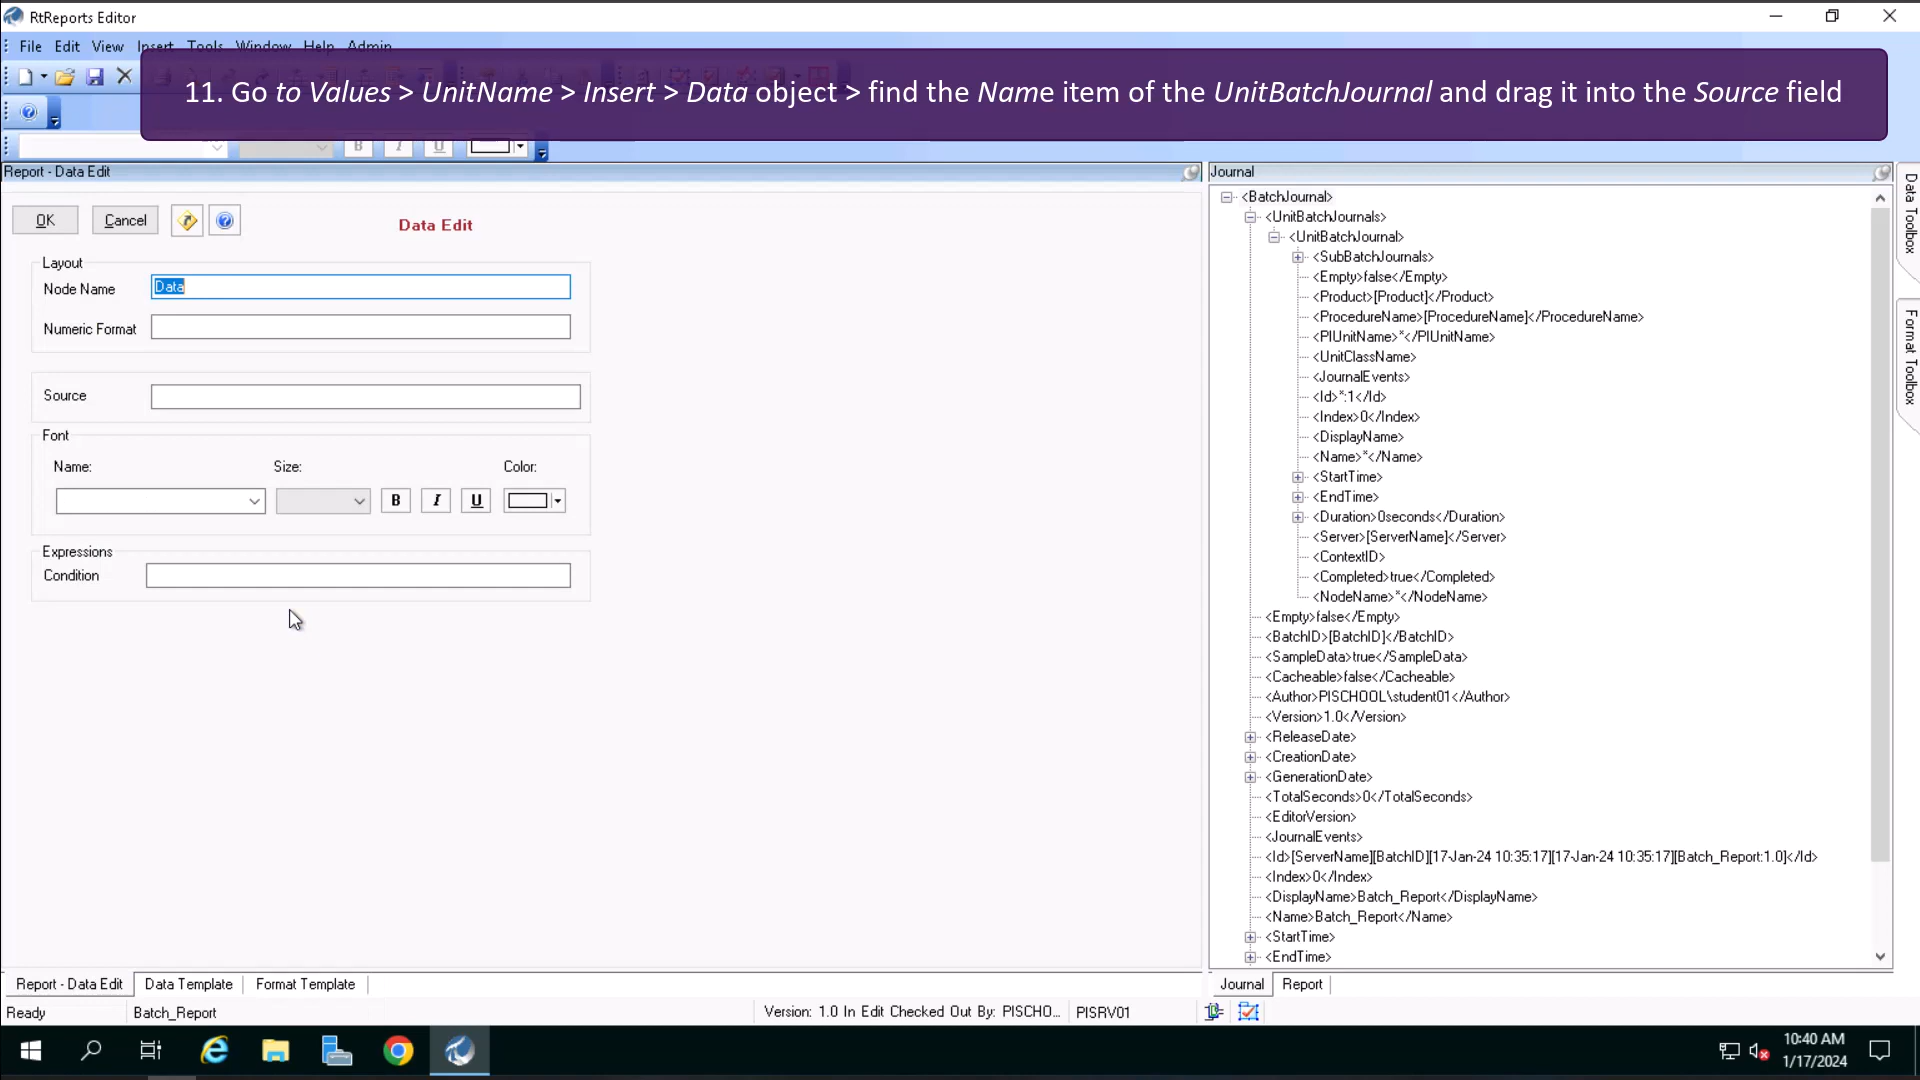 RtReports Editor
File Edit View Insert Tools Window Help Admin
11. Go to Values > UnitName > Insert > Data object > find the Name item of the UnitBatchJournal and drag it into the Source field
B I U
Report - Data Edit
OK Cancel
Data Edit
Layout
Node Name Data
Numeric Format
Source
Font
Name: Size: Color:
B I U
Expressions
Condition
Journal
<BatchJournal>
<UnitBatchJournals>
<UnitBatchJournal>
<SubBatchJournals>
<Empty>false</Empty>
<Product>[Product]</Product>
<ProcedureName>[ProcedureName]</ProcedureName>
<PIUnitName>*</PIUnitName>
<UnitClassName>
<JournalEvents>
<Id>*:1</Id>
<Index>0</Index>
<DisplayName>
<Name>*</Name>
<StartTime>
<EndTime>
<Duration>0seconds</Duration>
<Server>[ServerName]</Server>
<ContextID>
<Completed>true</Completed>
<NodeName>*</NodeName>
<Empty>false</Empty>
<BatchID>[BatchID]</BatchID>
<SampleData>true</SampleData>
<Cacheable>false</Cacheable>
<Author>PISCHOOL\student01</Author>
<Version>1.0</Version>
<ReleaseDate>
<CreationDate>
<GenerationDate>
<TotalSeconds>0</TotalSeconds>
<EditorVersion>
<JournalEvents>
<Id>[ServerName][BatchID][17-Jan-24 10:35:17][17-Jan-24 10:35:17][Batch_Report:1.0]</Id>
<Index>0</Index>
<DisplayName>Batch_Report</DisplayName>
<Name>Batch_Report</Name>
<StartTime>
<EndTime>
Data Toolbox
Format Toolbox
Report - Data Edit Data Template Format Template
Journal Report
Ready Batch_Report Version: 1.0 In Edit Checked Out By: PISCHO... PISRV01
10:40 AM
1/17/2024